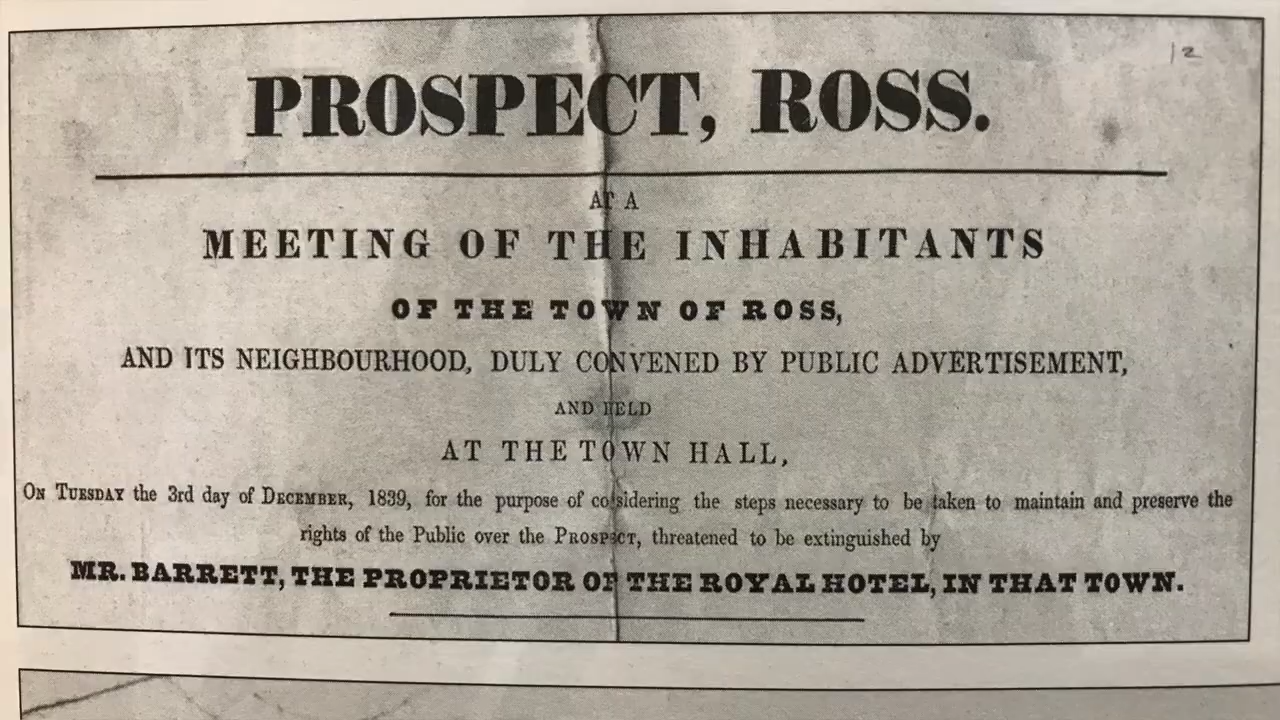 12
PROSPECT, ROSS.
AT A
MEETING OF THE INHABITANTS
OF THE TOWN OF ROSS,
AND ITS NEIGHBOURHOOD, DULY CONVENED BY PUBLIC ADVERTISEMENT,
AND HELD
AT THE TOWN HALL,
ON TUESDAY the 3rd day of DECEMBER, 1839, for the purpose of considering the steps necessary to be taken to maintain and preserve the
rights of the Public over the PROSPECT, threatened to be extinguished by
MR. BARRETT, THE PROPRIETOR OF THE ROYAL HOTEL, IN THAT TOWN.